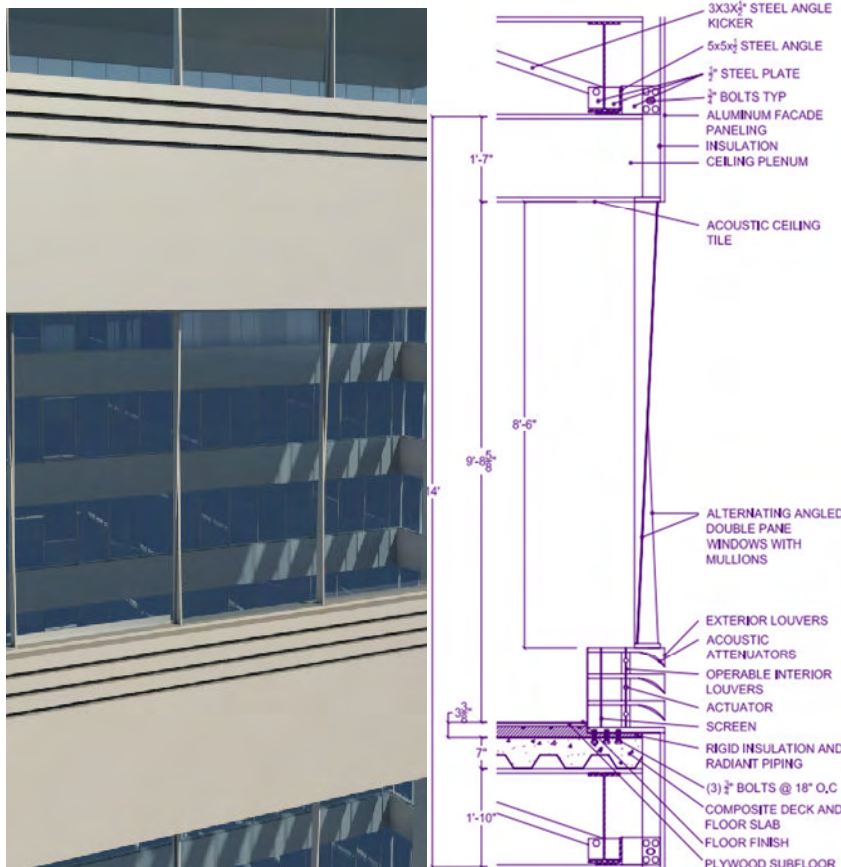 3X3X½" STEEL ANGLE
KICKER
5x5x½ STEEL ANGLE
½" STEEL PLATE
¾" BOLTS TYP
ALUMINUM FACADE
PANELING
INSULATION
CEILING PLENUM
1'-7"
ACOUSTIC CEILING
TILE
8'-6"
9'-8⅝"
14'
ALTERNATING ANGLED
DOUBLE PANE
WINDOWS WITH
MULLIONS
EXTERIOR LOUVERS
ACOUSTIC
ATTENUATORS
OPERABLE INTERIOR
LOUVERS
ACTUATOR
SCREEN
3⅜"
RIGID INSULATION AND
RADIANT PIPING
7"
(3) ¾" BOLTS @ 18" O.C
COMPOSITE DECK AND
FLOOR SLAB
1'-10"
FLOOR FINISH
PLYWOOD SUBFLOOR